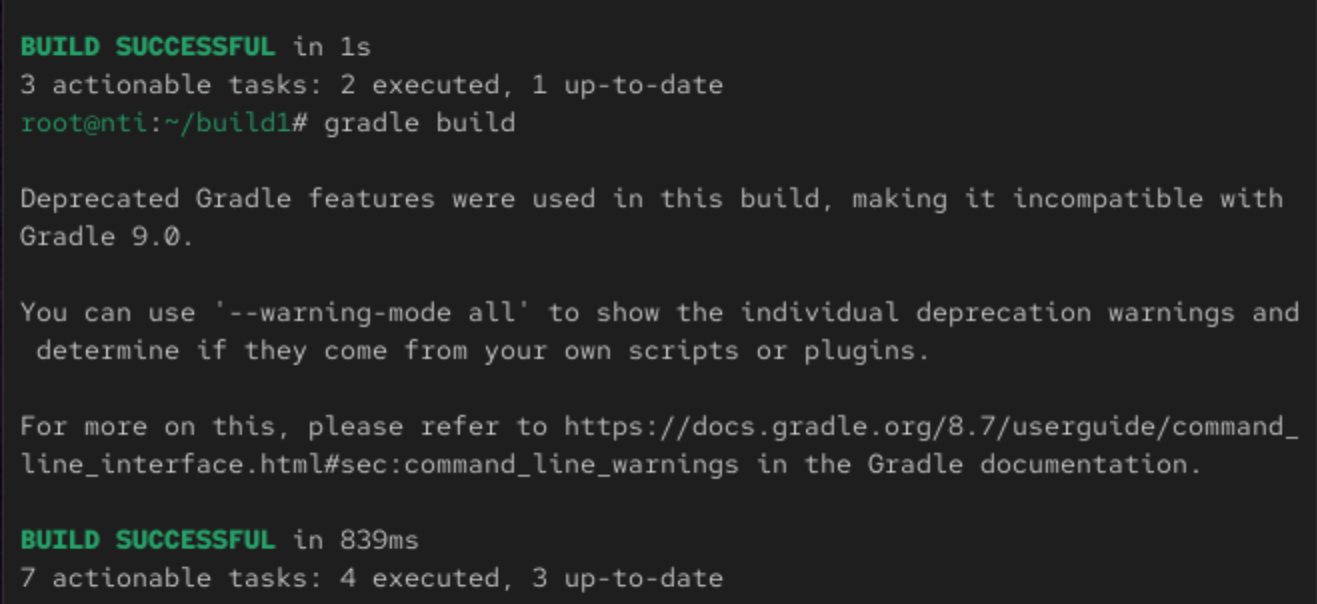 BUILD SUCCESSFUL in 1s
3 actionable tasks: 2 executed, 1 up-to-date
root@nti:~/build1# gradle build
Deprecated Gradle features were used in this build, making it incompatible with
Gradle 9.0.
You can use '--warning-mode all' to show the individual deprecation warnings and
determine if they come from your own scripts or plugins.
For more on this, please refer to https://docs.gradle.org/8.7/userguide/command_
line_interface.html#sec:command_line_warnings in the Gradle documentation.
BUILD SUCCESSFUL in 839ms
7 actionable tasks: 4 executed, 3 up-to-date